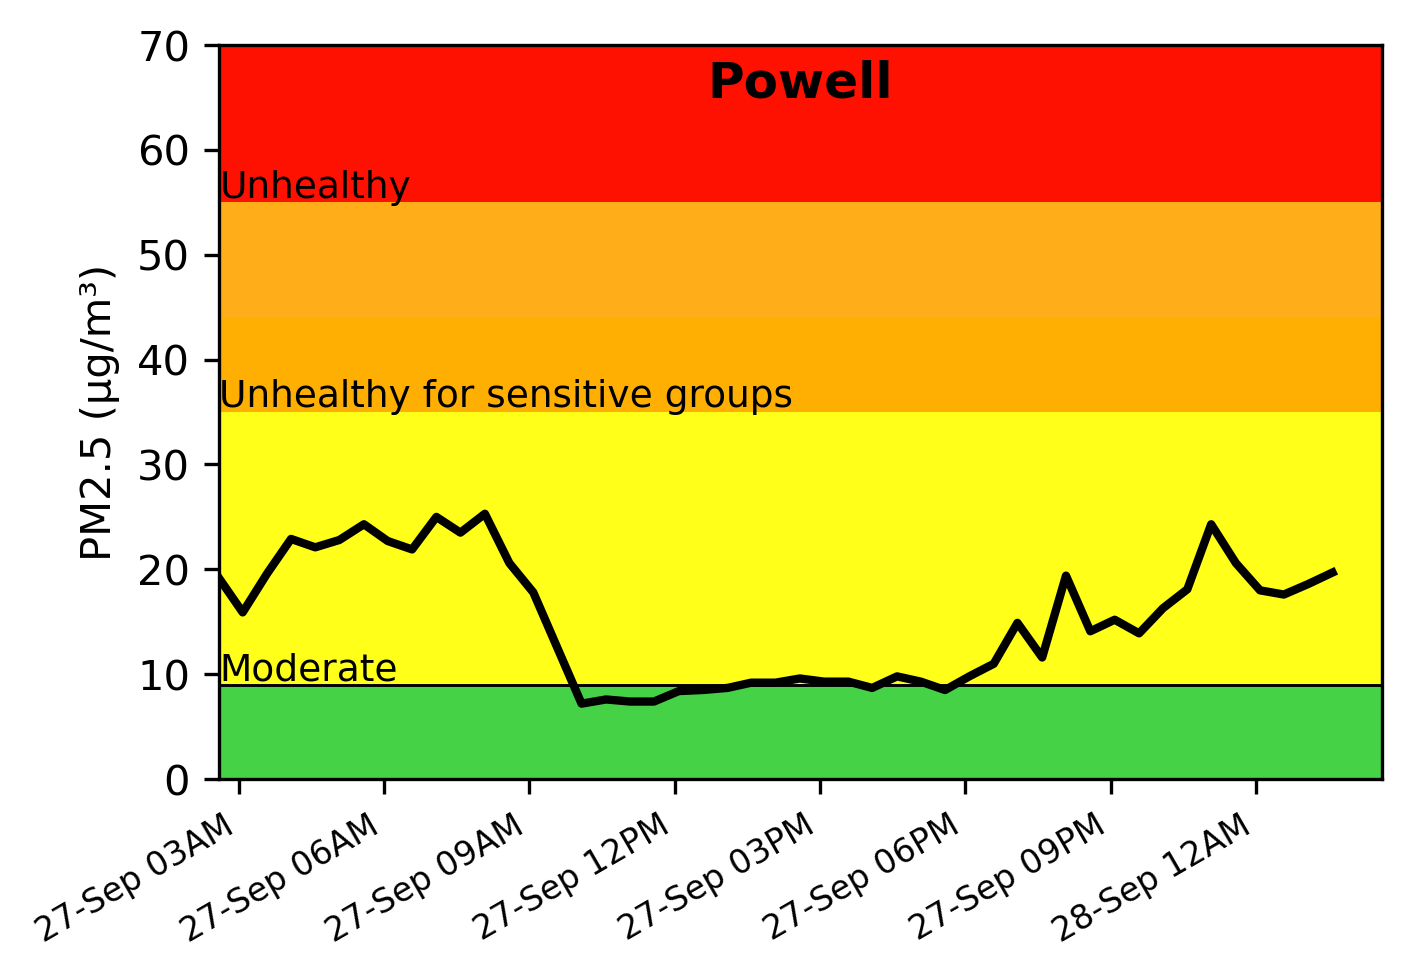 Powell
PM2.5 (µg/m³)
70
60
50
40
30
20
10
0
Unhealthy
Unhealthy for sensitive groups
Moderate
27-Sep 03AM
27-Sep 06AM
27-Sep 09AM
27-Sep 12PM
27-Sep 03PM
27-Sep 06PM
27-Sep 09PM
28-Sep 12AM